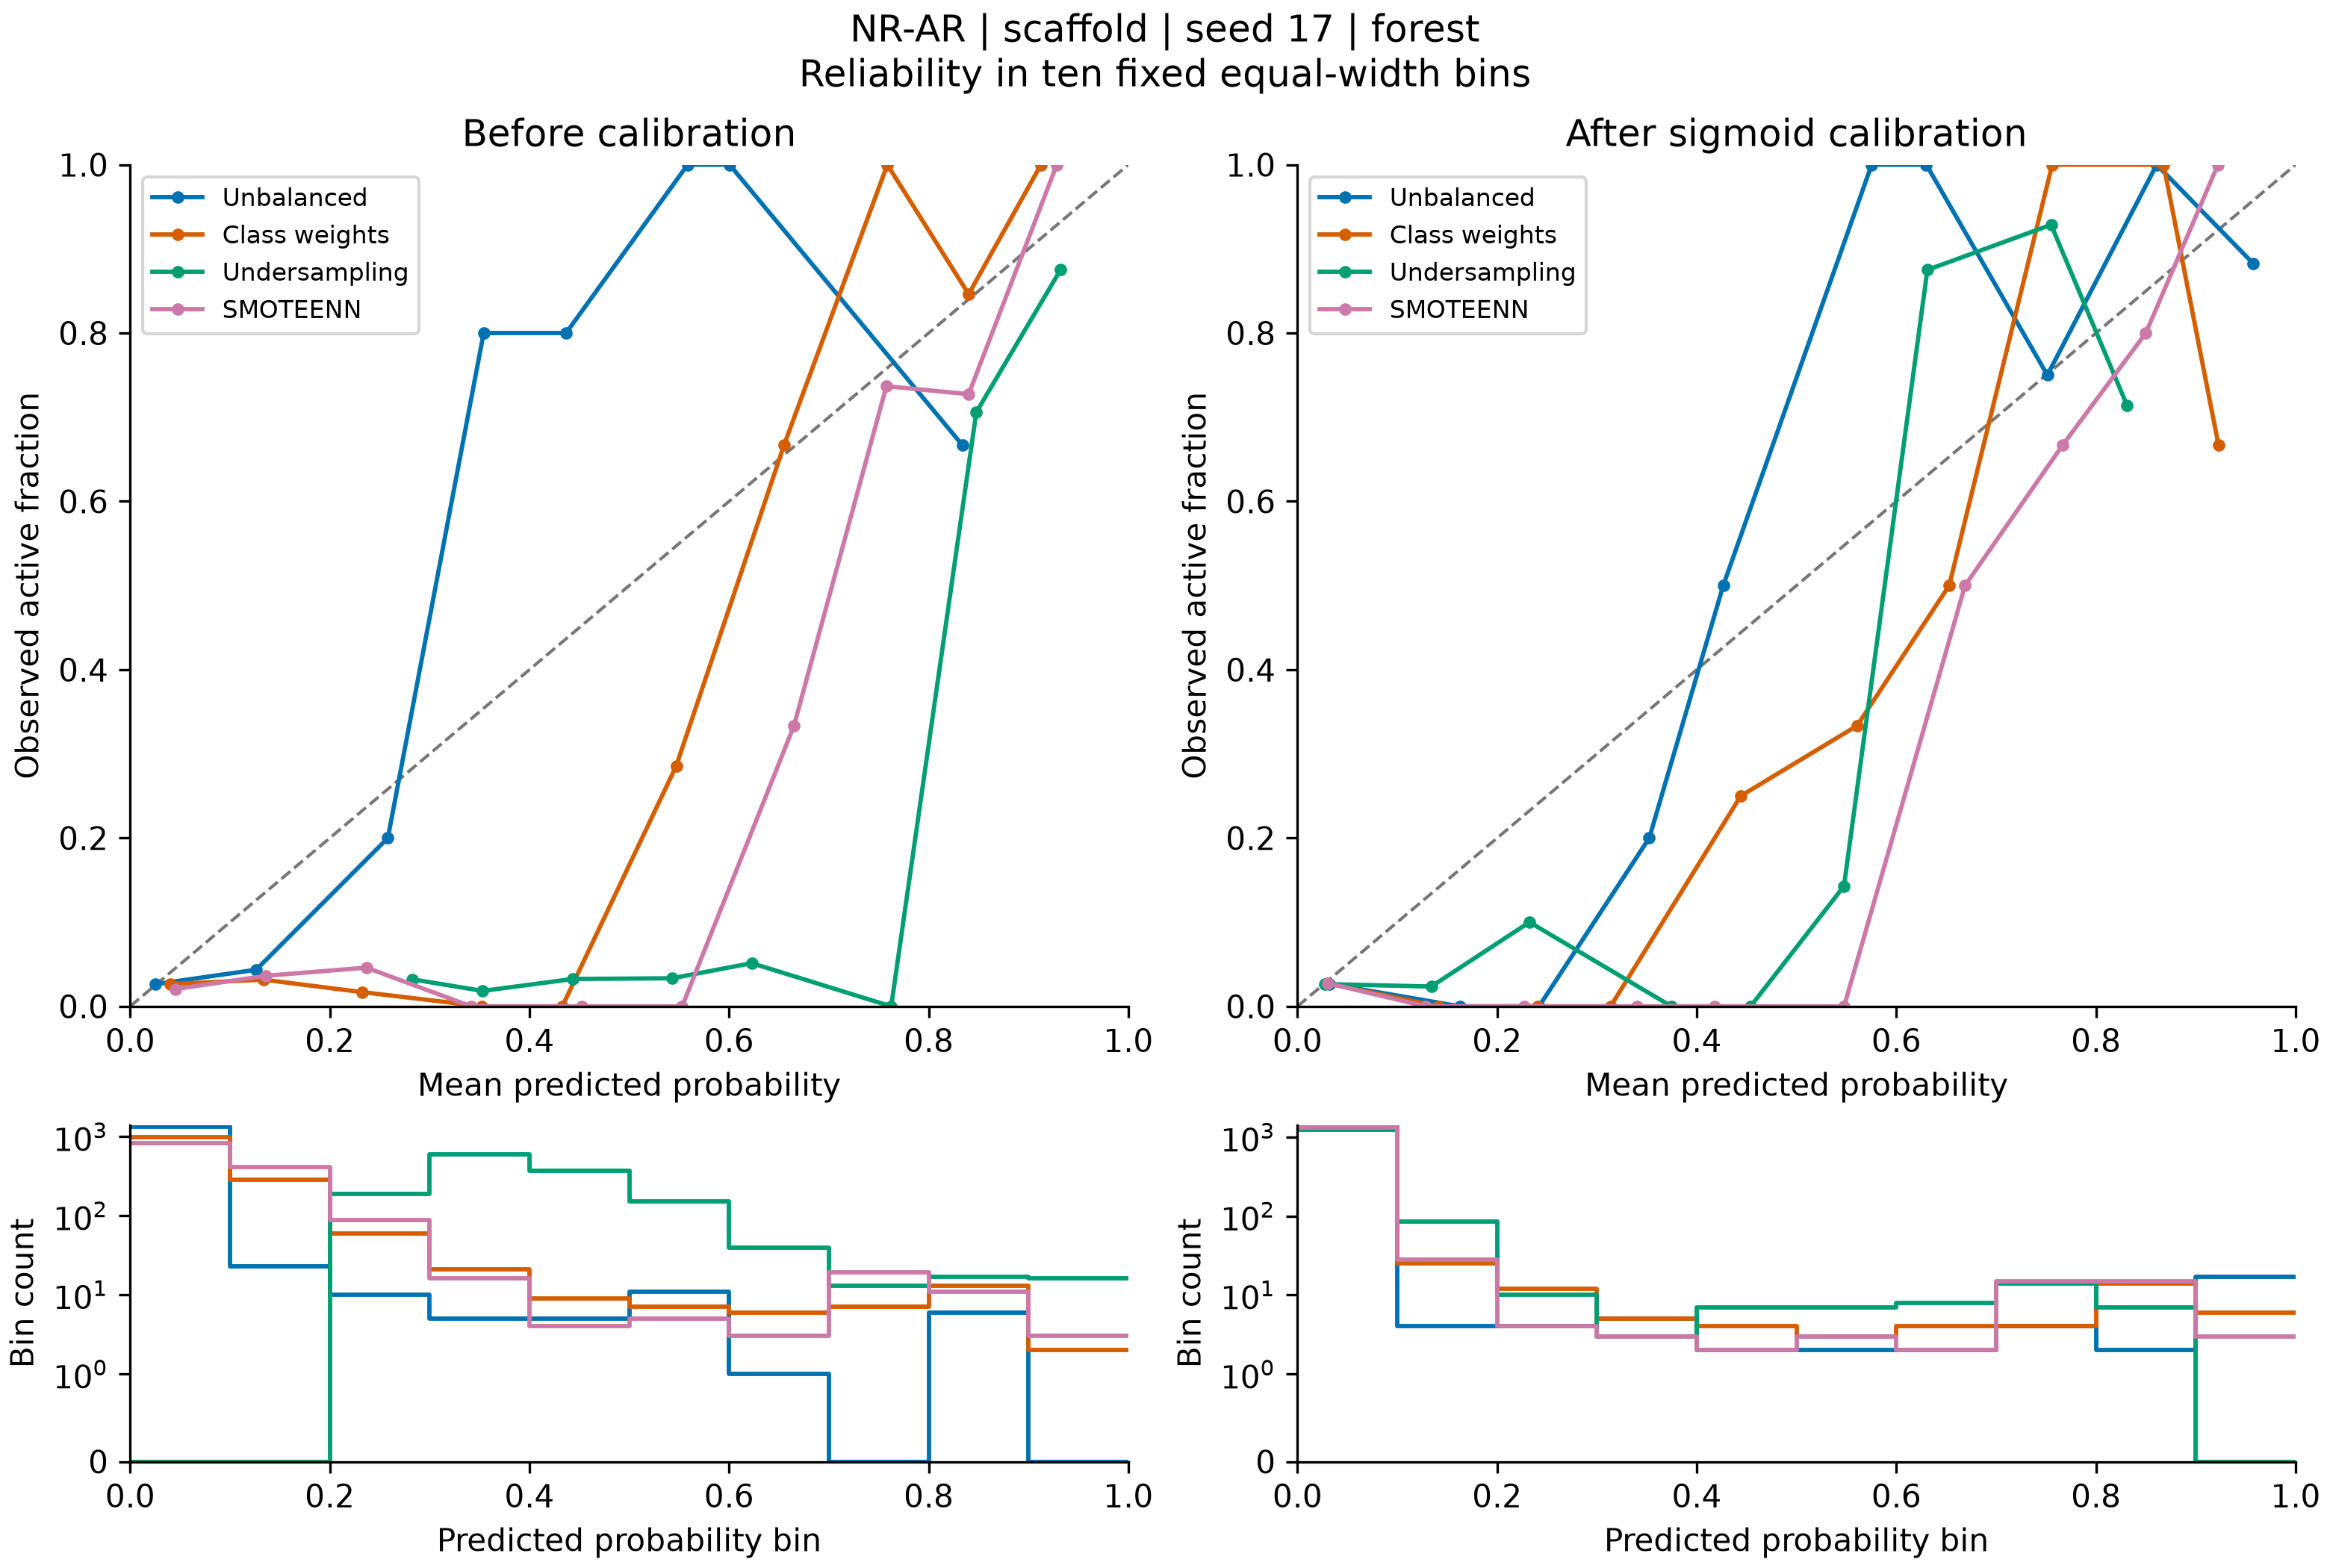 NR-AR | scaffold | seed 17 | forest
Reliability in ten fixed equal-width bins
Before calibration
1.0
0.8
0.6
0.4
0.2
0.0
Observed active fraction
Unbalanced
Class weights
Undersampling
SMOTEENN
0.0 0.2 0.4 0.6 0.8 1.0
Mean predicted probability
After sigmoid calibration
1.0
0.8
0.6
0.4
0.2
0.0
Observed active fraction
Unbalanced
Class weights
Undersampling
SMOTEENN
0.0 0.2 0.4 0.6 0.8 1.0
Mean predicted probability
10³
10²
10¹
10⁰
0
Bin count
0.0 0.2 0.4 0.6 0.8 1.0
Predicted probability bin
10³
10²
10¹
10⁰
0
Bin count
0.0 0.2 0.4 0.6 0.8 1.0
Predicted probability bin